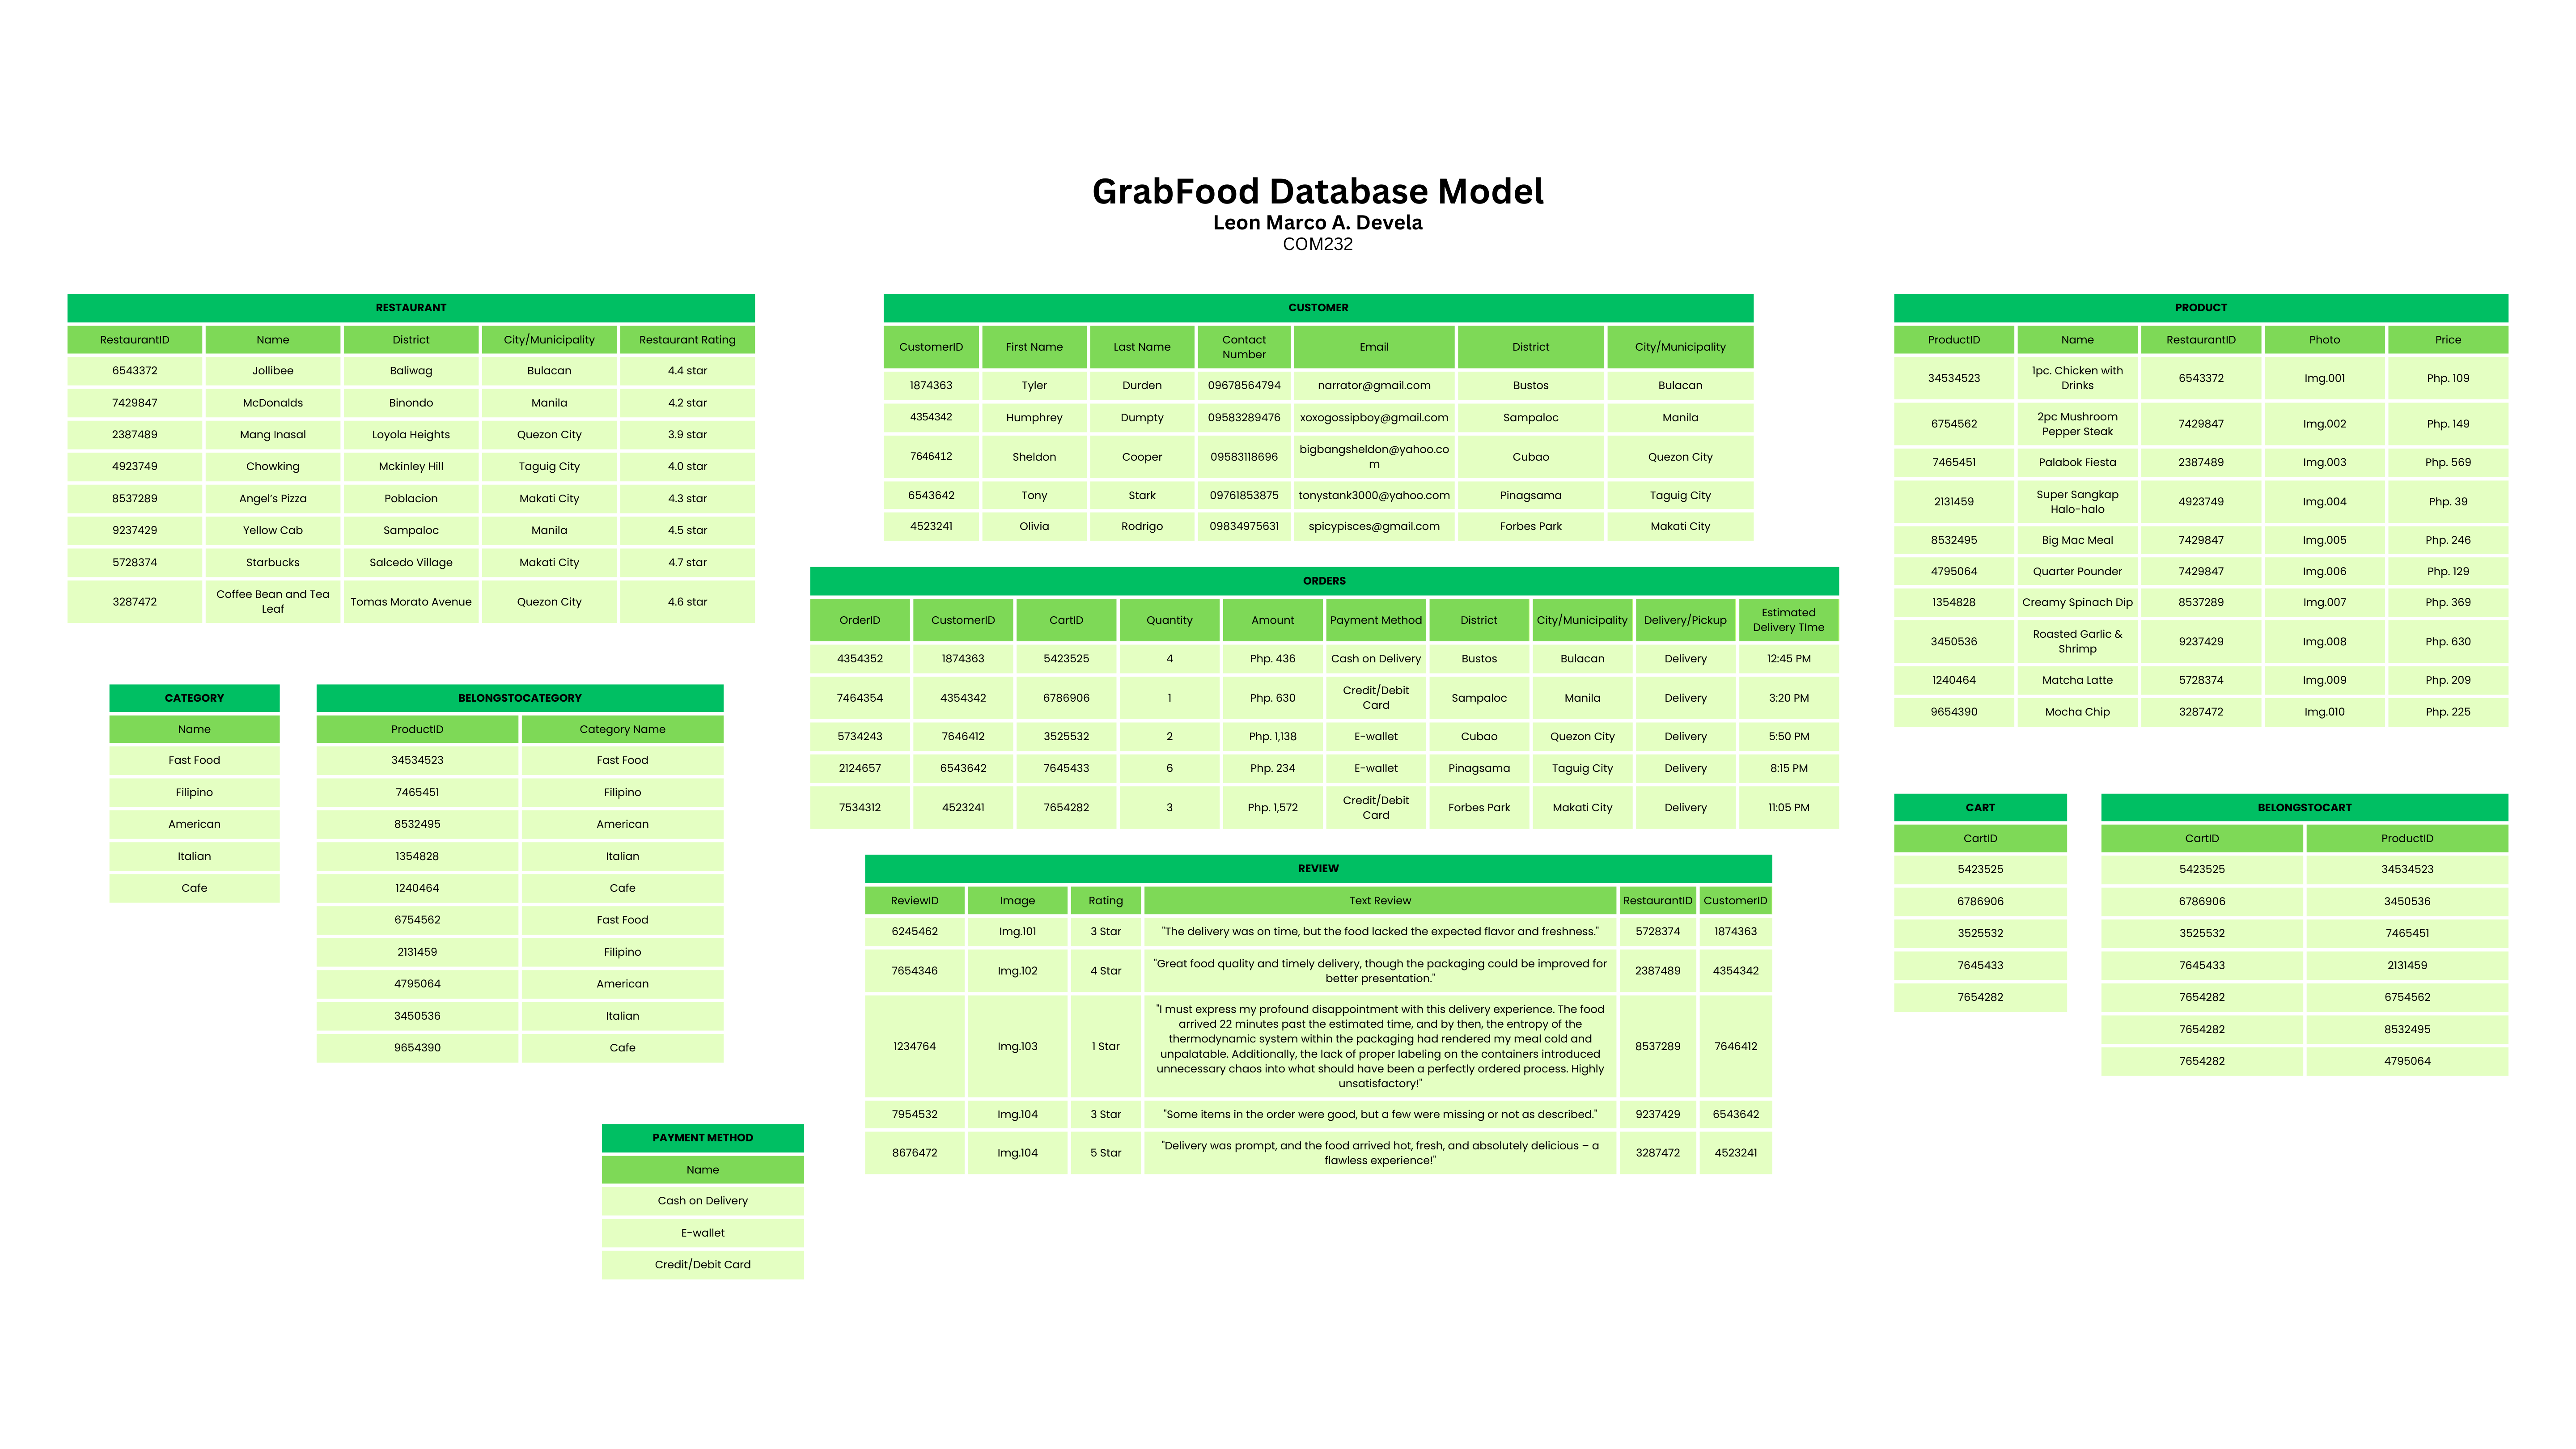 GrabFood Database Model
Leon Marco A. Devela
COM232
RESTAURANT
RestaurantID Name District City/Municipality Restaurant Rating
6543372 Jollibee Baliwag Bulacan 4.4 star
7429847 McDonalds Binondo Manila 4.2 star
2387489 Mang Inasal Loyola Heights Quezon City 3.9 star
4923749 Chowking Mckinley Hill Taguig City 4.0 star
8537289 Angel's Pizza Poblacion Makati City 4.3 star
9237429 Yellow Cab Sampaloc Manila 4.5 star
5728374 Starbucks Salcedo Village Makati City 4.7 star
3287472 Coffee Bean and Tea Leaf Tomas Morato Avenue Quezon City 4.6 star
CATEGORY
Name
Fast Food
Filipino
American
Italian
Cafe
BELONGSTOCATEGORY
ProductID Category Name
34534523 Fast Food
7465451 Filipino
8532495 American
1354828 Italian
1240464 Cafe
6754562 Fast Food
2131459 Filipino
4795064 American
3450536 Italian
9654390 Cafe
PAYMENT METHOD
Name
Cash on Delivery
E-wallet
Credit/Debit Card
CUSTOMER
CustomerID First Name Last Name Contact Number Email District City/Municipality
1874363 Tyler Durden 09678564794 narrator@gmail.com Bustos Bulacan
4354342 Humphrey Dumpty 09583289476 xoxogossipboy@gmail.com Sampaloc Manila
7646412 Sheldon Cooper 09583118696 bigbangsheldon@yahoo.com Cubao Quezon City
6543642 Tony Stark 09761853875 tonystank3000@yahoo.com Pinagsama Taguig City
4523241 Olivia Rodrigo 09834975631 spicypisces@gmail.com Forbes Park Makati City
ORDERS
OrderID CustomerID CartID Quantity Amount Payment Method District City/Municipality Delivery/Pickup Estimated Delivery TIme
4354352 1874363 5423525 4 Php. 436 Cash on Delivery Bustos Bulacan Delivery 12:45 PM
7464354 4354342 6786906 1 Php. 630 Credit/Debit Card Sampaloc Manila Delivery 3:20 PM
5734243 7646412 3525532 2 Php. 1,138 E-wallet Cubao Quezon City Delivery 5:50 PM
2124657 6543642 7645433 6 Php. 234 E-wallet Pinagsama Taguig City Delivery 8:15 PM
7534312 4523241 7654282 3 Php. 1,572 Credit/Debit Card Forbes Park Makati City Delivery 11:05 PM
REVIEW
ReviewID Image Rating Text Review RestaurantID CustomerID
6245462 Img.101 3 Star "The delivery was on time, but the food lacked the expected flavor and freshness." 5728374 1874363
7654346 Img.102 4 Star "Great food quality and timely delivery, though the packaging could be improved for
better presentation." 2387489 4354342
1234764 Img.103 1 Star "I must express my profound disappointment with this delivery experience. The food
arrived 22 minutes past the estimated time, and by then, the entropy of the
thermodynamic system within the packaging had rendered my meal cold and
unpalatable. Additionally, the lack of proper labeling on the containers introduced
unnecessary chaos into what should have been a perfectly ordered process. Highly
unsatisfactory!" 8537289 7646412
7954532 Img.104 3 Star "Some items in the order were good, but a few were missing or not as described." 9237429 6543642
8676472 Img.104 5 Star "Delivery was prompt, and the food arrived hot, fresh, and absolutely delicious – a
flawless experience!" 3287472 4523241
PRODUCT
ProductID Name RestaurantID Photo Price
34534523 1pc. Chicken with Drinks 6543372 Img.001 Php. 109
6754562 2pc Mushroom Pepper Steak 7429847 Img.002 Php. 149
7465451 Palabok Fiesta 2387489 Img.003 Php. 569
2131459 Super Sangkap Halo-halo 4923749 Img.004 Php. 39
8532495 Big Mac Meal 7429847 Img.005 Php. 246
4795064 Quarter Pounder 7429847 Img.006 Php. 129
1354828 Creamy Spinach Dip 8537289 Img.007 Php. 369
3450536 Roasted Garlic & Shrimp 9237429 Img.008 Php. 630
1240464 Matcha Latte 5728374 Img.009 Php. 209
9654390 Mocha Chip 3287472 Img.010 Php. 225
CART
CartID
5423525
6786906
3525532
7645433
7654282
BELONGSTOCART
CartID ProductID
5423525 34534523
6786906 3450536
3525532 7465451
7645433 2131459
7654282 6754562
7654282 8532495
7654282 4795064